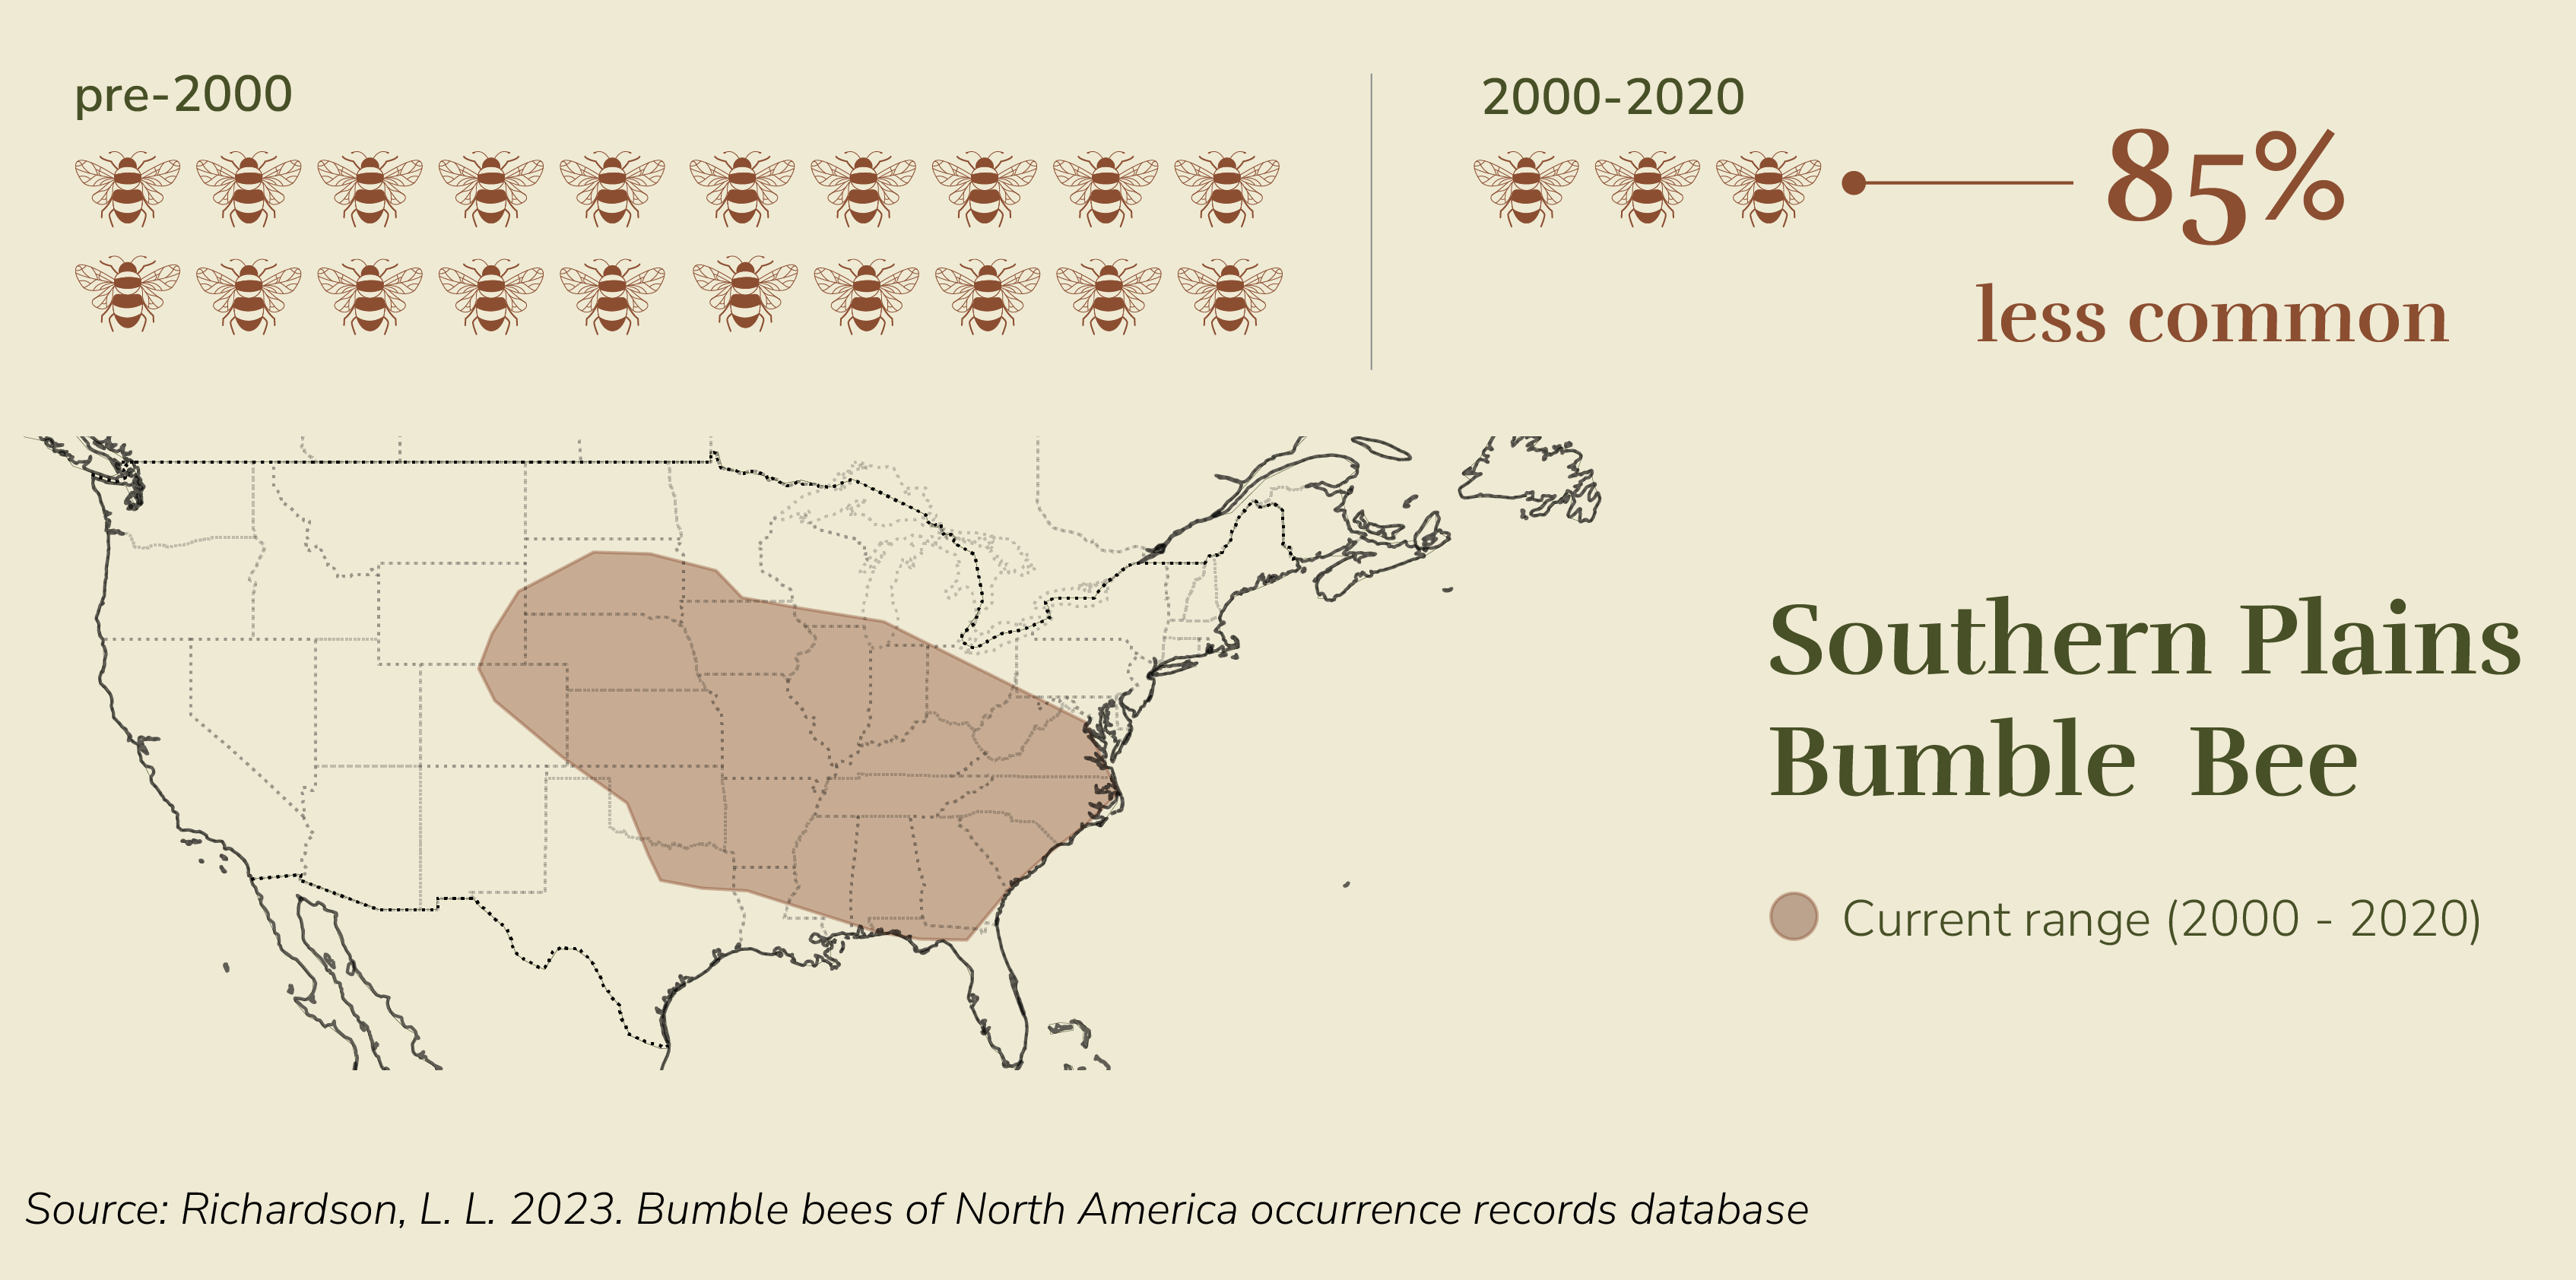 pre-2000
2000-2020
85%
less common
Southern Plains
Bumble Bee
Current range (2000 - 2020)
Source: Richardson, L. L. 2023. Bumble bees of North America occurrence records database